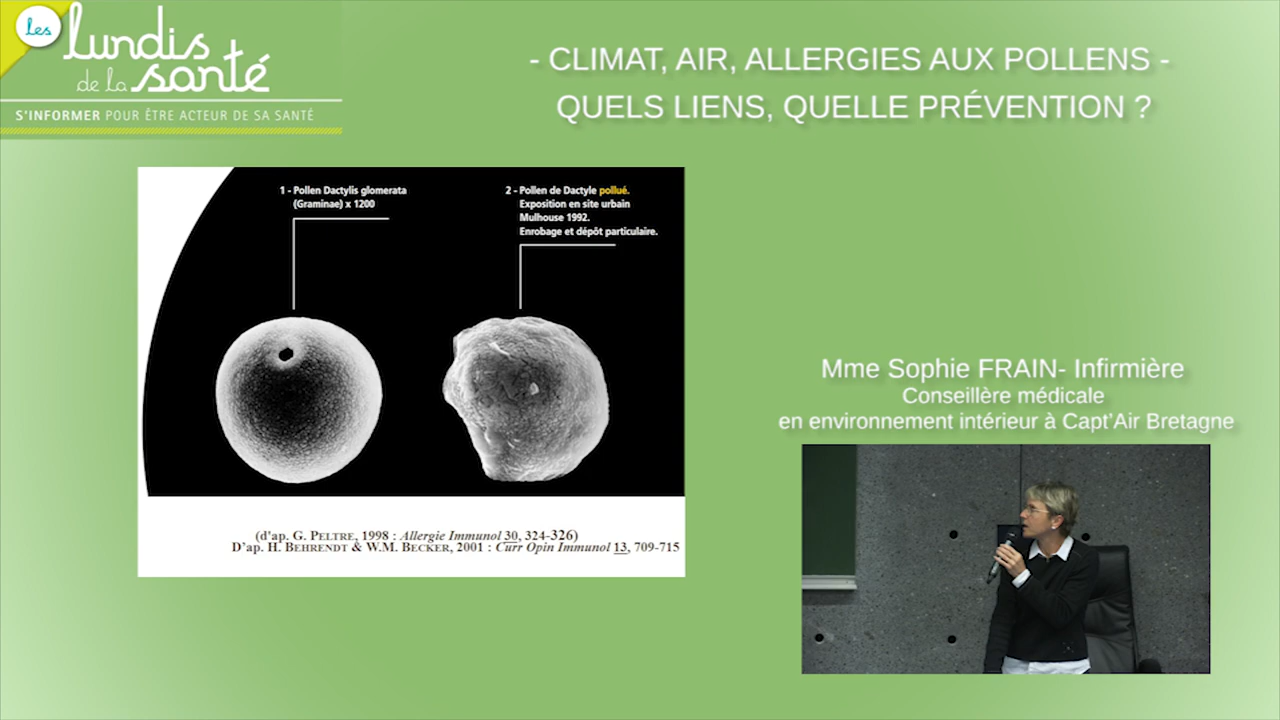 Les
lundis
de la santé
S'INFORMER POUR ÊTRE ACTEUR DE SA SANTÉ
- CLIMAT, AIR, ALLERGIES AUX POLLENS -
QUELS LIENS, QUELLE PRÉVENTION ?
1 - Pollen Dactylis glomerata
(Graminae) x 1200
2 - Pollen de Dactyle pollué.
Exposition en site urbain
Mulhouse 1992.
Enrobage et dépôt particulaire.
(d'ap. G. PELTRE, 1998 : Allergie Immunol 30, 324-326)
D'ap. H. BEHRENDT & W.M. BECKER, 2001 : Curr Opin Immunol 13, 709-715
Mme Sophie FRAIN- Infirmière
Conseillère médicale
en environnement intérieur à Capt'Air Bretagne